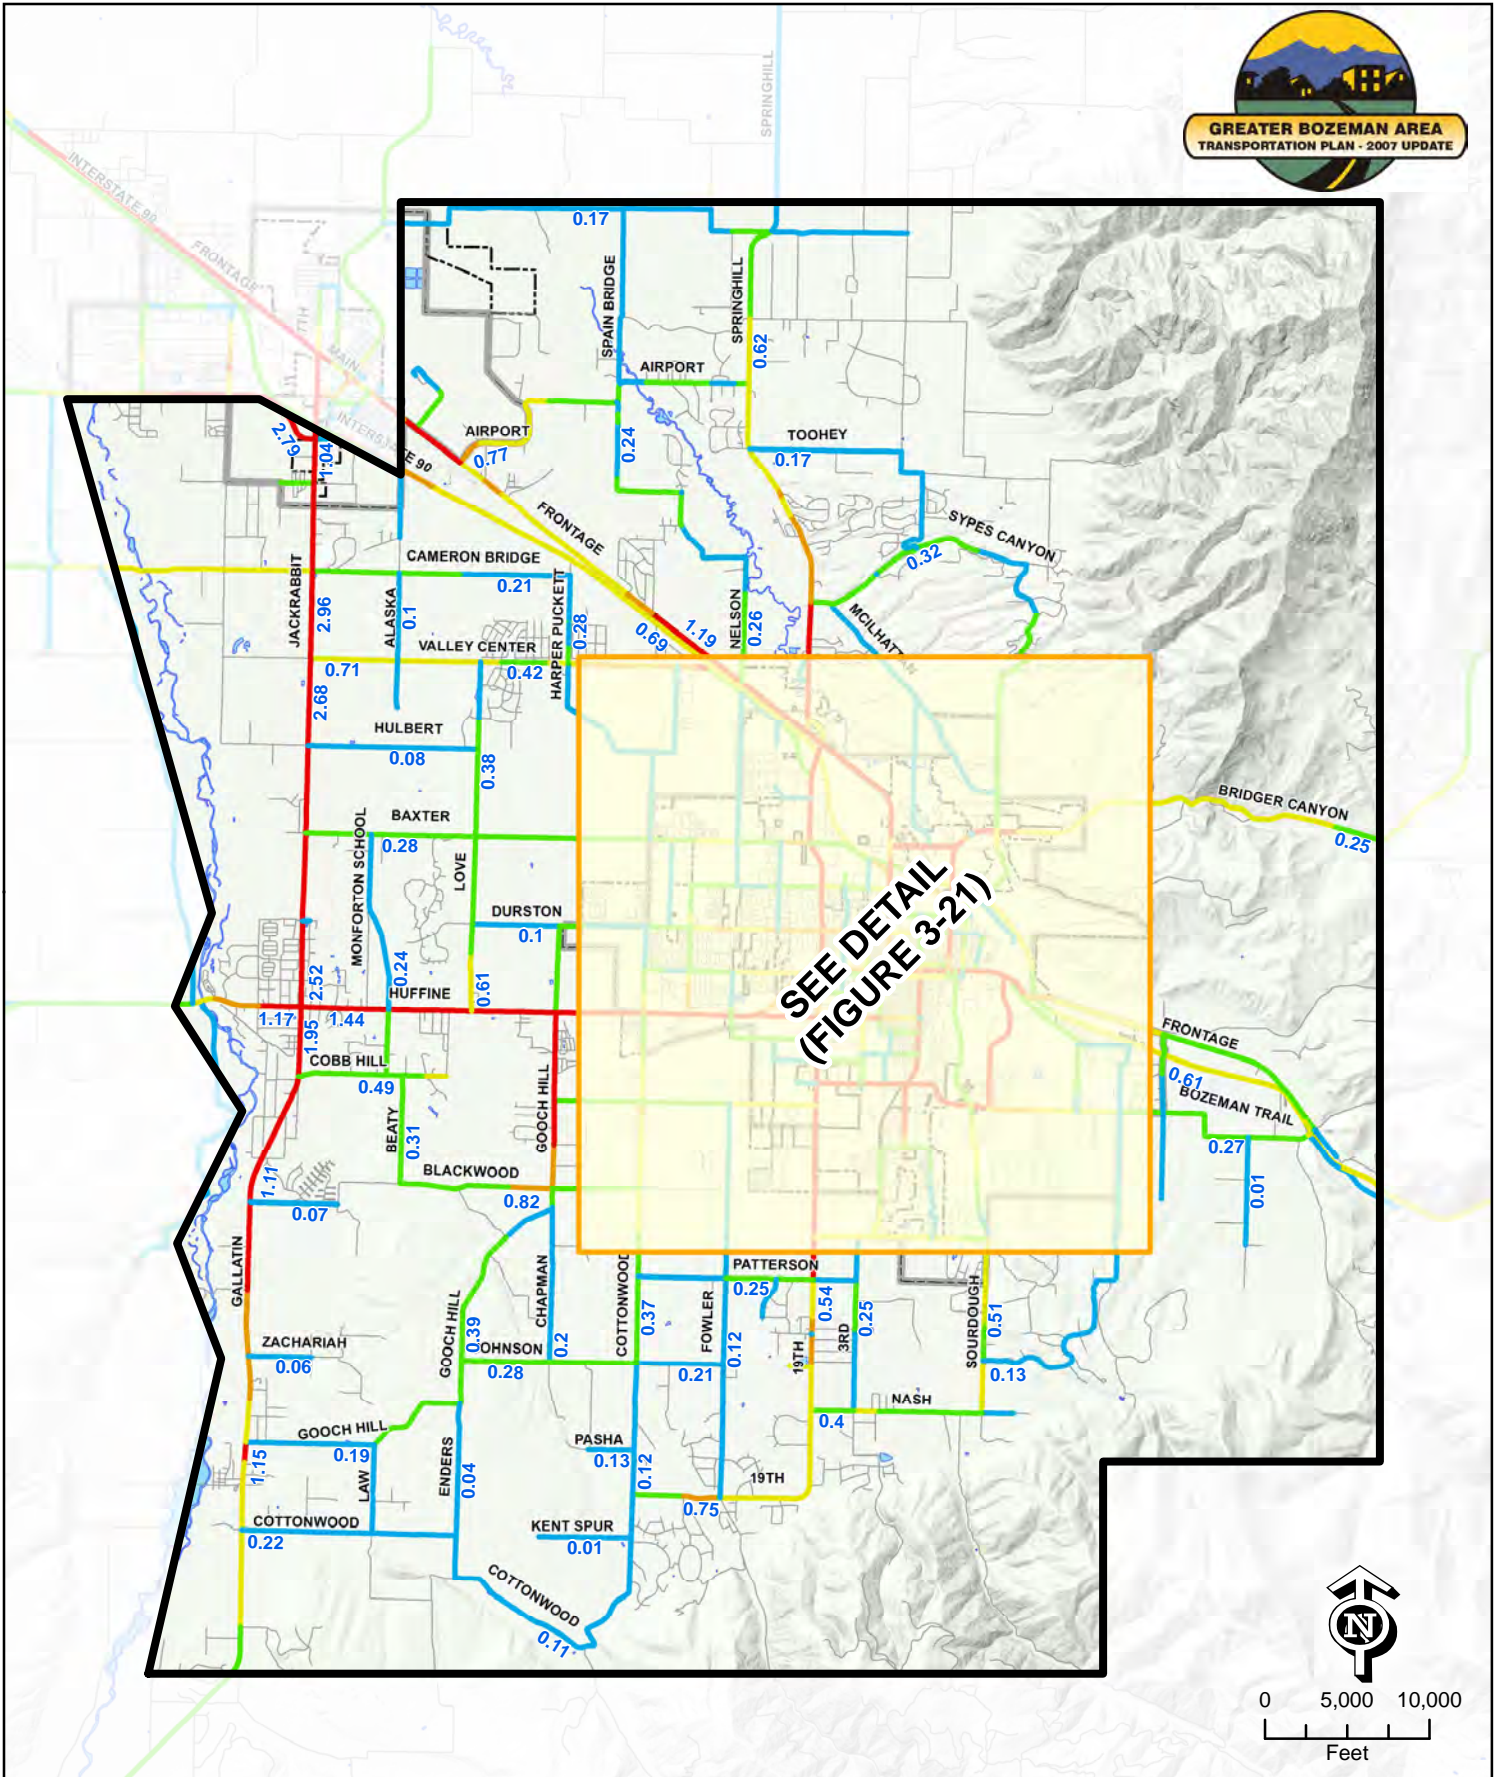 GREATER BOZEMAN AREA
TRANSPORTATION PLAN - 2007 UPDATE
SPRINGHILL
INTERSTATE 90
FRONTAGE
7TH
MAIN
INTERSTATE 90
0.17
SPAIN BRIDGE
SPRINGHILL
0.62
AIRPORT
AIRPORT
0.77
0.24
TOOHEY
0.17
2.79
1.04
FRONTAGE
SYPES CANYON
0.32
CAMERON BRIDGE
0.21
JACKRABBIT
2.96
ALASKA
0.1
HARPER PUCKETT
0.28
NELSON
0.26
0.69
1.19
MCILHATTAN
VALLEY CENTER
0.71
0.42
2.68
HULBERT
0.08
0.38
BAXTER
0.28
MONFORTON SCHOOL
LOVE
BRIDGER CANYON
0.25
DURSTON
0.1
0.24
2.52
0.61
HUFFINE
1.17
1.44
1.95
SEE DETAIL
(FIGURE 3-21)
COBB HILL
0.49
GOOCH HILL
FRONTAGE
0.61
BOZEMAN TRAIL
0.27
0.01
BEATY
0.31
BLACKWOOD
0.82
1.11
0.07
GALLATIN
PATTERSON
0.25
CHAPMAN
COTTONWOOD
0.37
FOWLER
0.54
0.25
SOURDOUGH
0.51
GOOCH HILL
0.39
OHNSON
0.28
0.2
0.21
0.12
19TH
3RD
0.13
ZACHARIAH
0.06
NASH
0.4
GOOCH HILL
0.19
1.15
LAW
ENDERS
0.04
PASHA
0.13
0.12
19TH
0.75
COTTONWOOD
0.22
KENT SPUR
0.01
COTTONWOOD
0.11
N
0 5,000 10,000
Feet